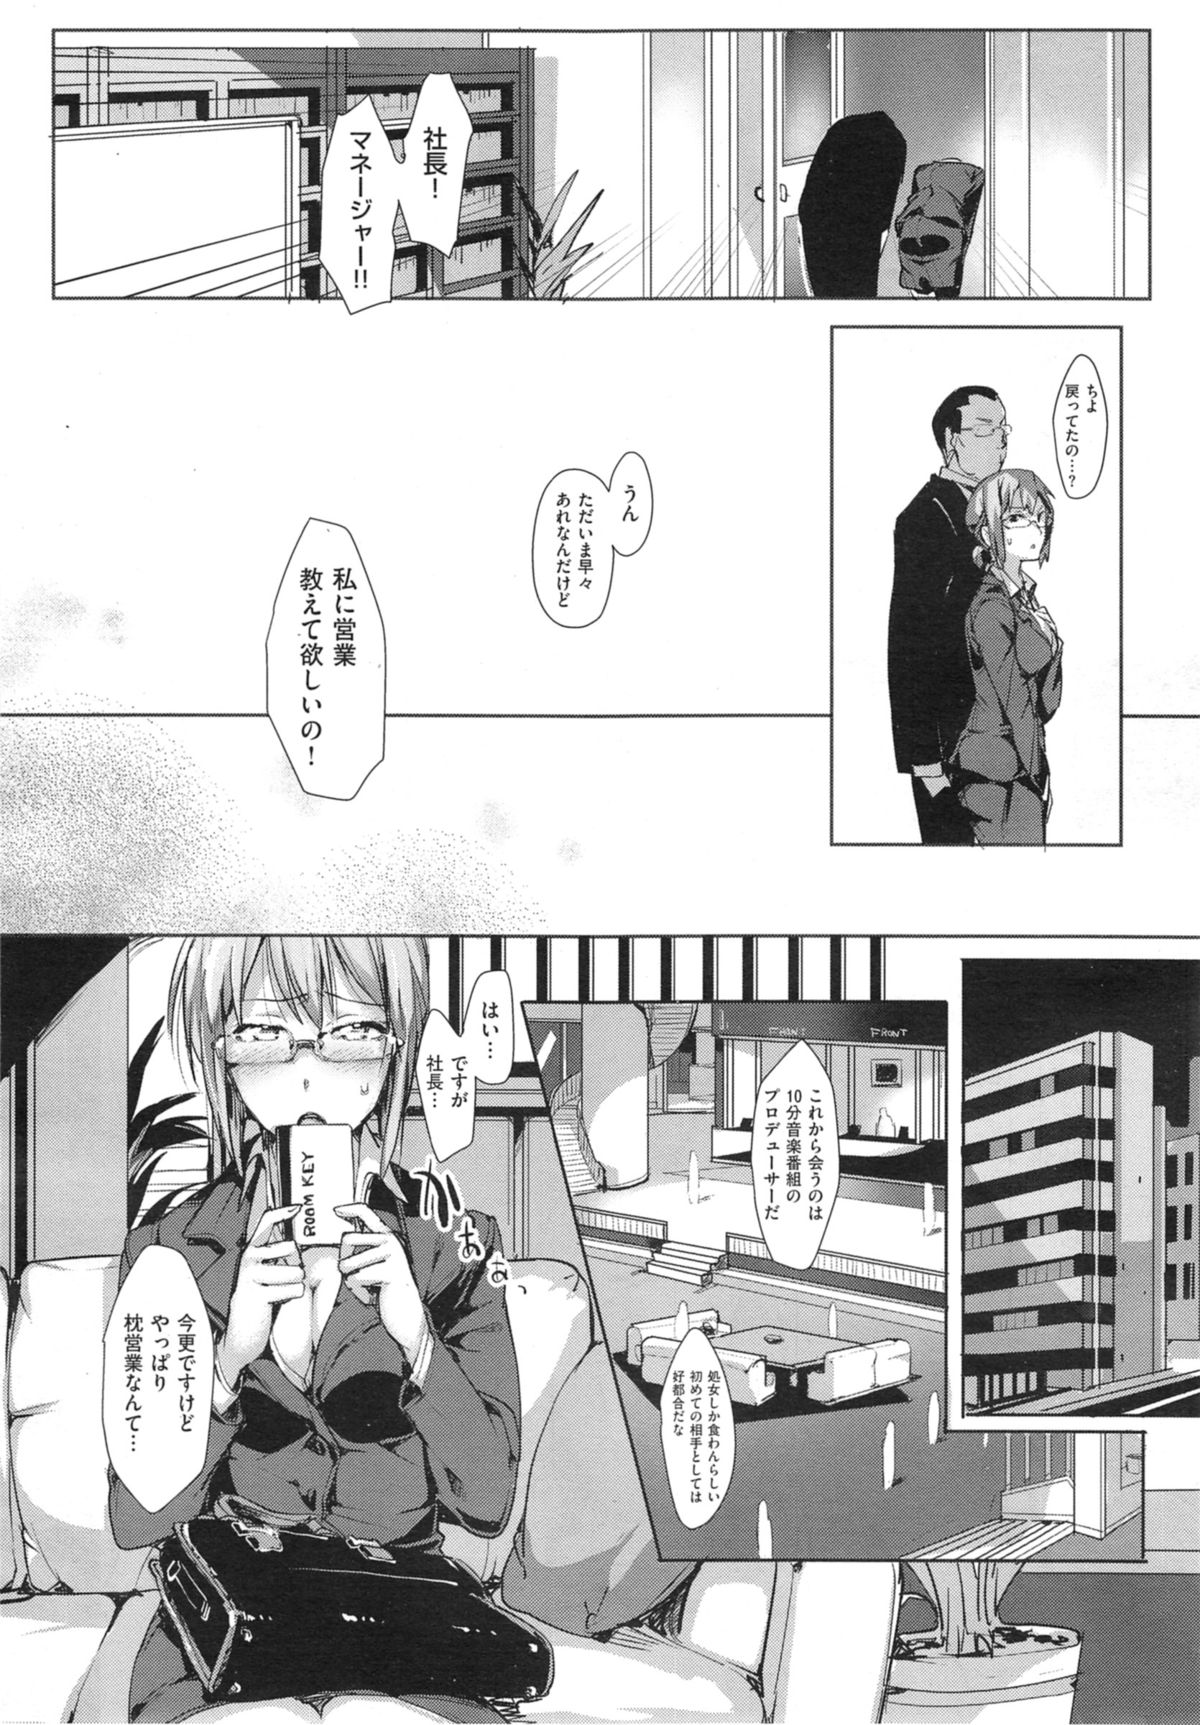 社長！
マネージャー!!
ちよ
戻ってたの…？
うん
ただいま早々
あれなんだけど
私に営業
教えて欲しいの！
FRONT
これから会うのは
10分音楽番組の
プロデューサーだ
処女しか食わんらしい
初めての相手としては
好都合だな
はい…
ですが
社長…
ROOM KEY
かぁぁぁ
今更ですけど
やっぱり
枕営業なんて…